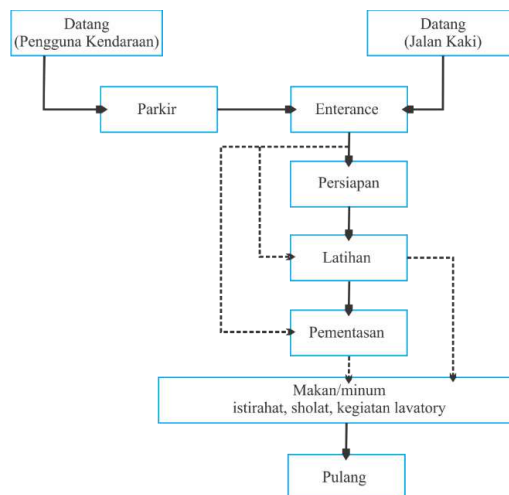 Datang
(Pengguna Kendaraan)
Datang
(Jalan Kaki)
Parkir
Enterance
Persiapan
Latihan
Pementasan
Makan/minum
istirahat, sholat, kegiatan lavatory
Pulang